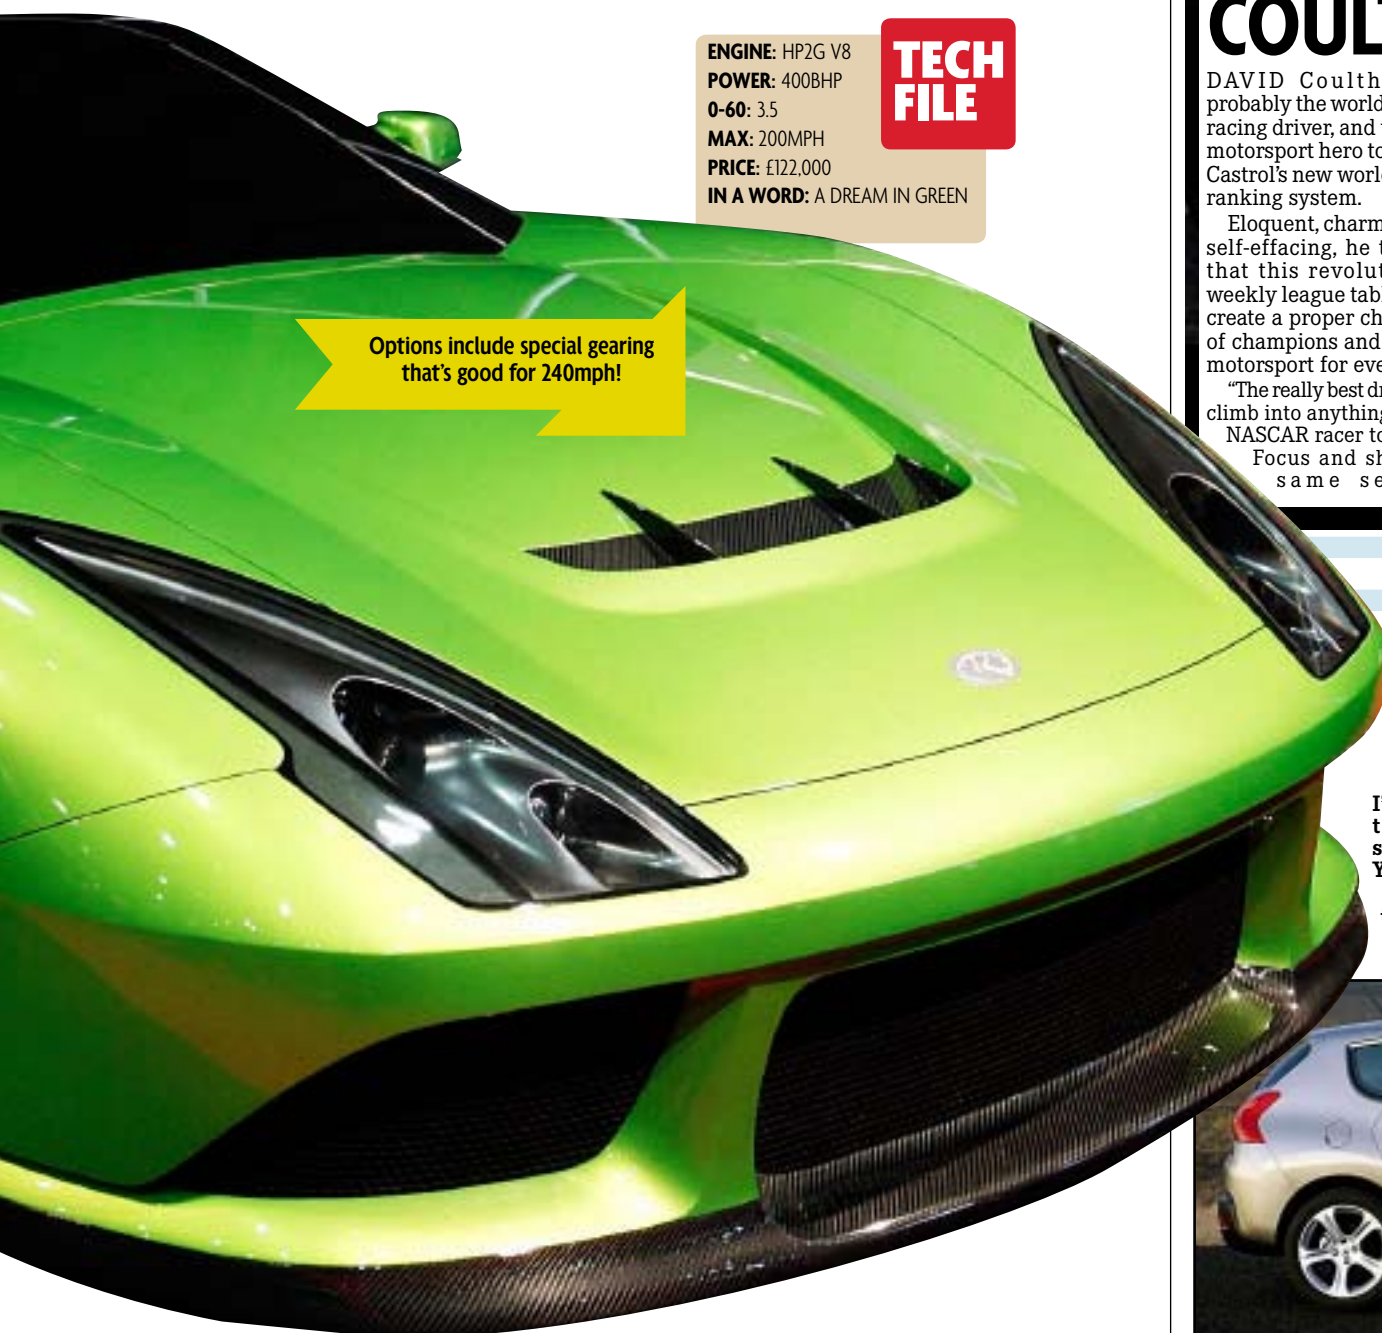 ENGINE: HP2G V8
POWER: 400BHP
0-60: 3.5
MAX: 200MPH
PRICE: £122,000
IN A WORD: A DREAM IN GREEN
TECH
FILE
Options include special gearing
that's good for 240mph!
COUL
DAVID Coulth
probably the world
racing driver, and
motorsport hero to
Castrol's new worl
ranking system.
Eloquent, charm
self-effacing, he t
that this revolut
weekly league tab
create a proper ch
of champions and
motorsport for eve
“The really best dr
climb into anything
NASCAR racer to
Focus and sh
same se
I'
t
s
Y